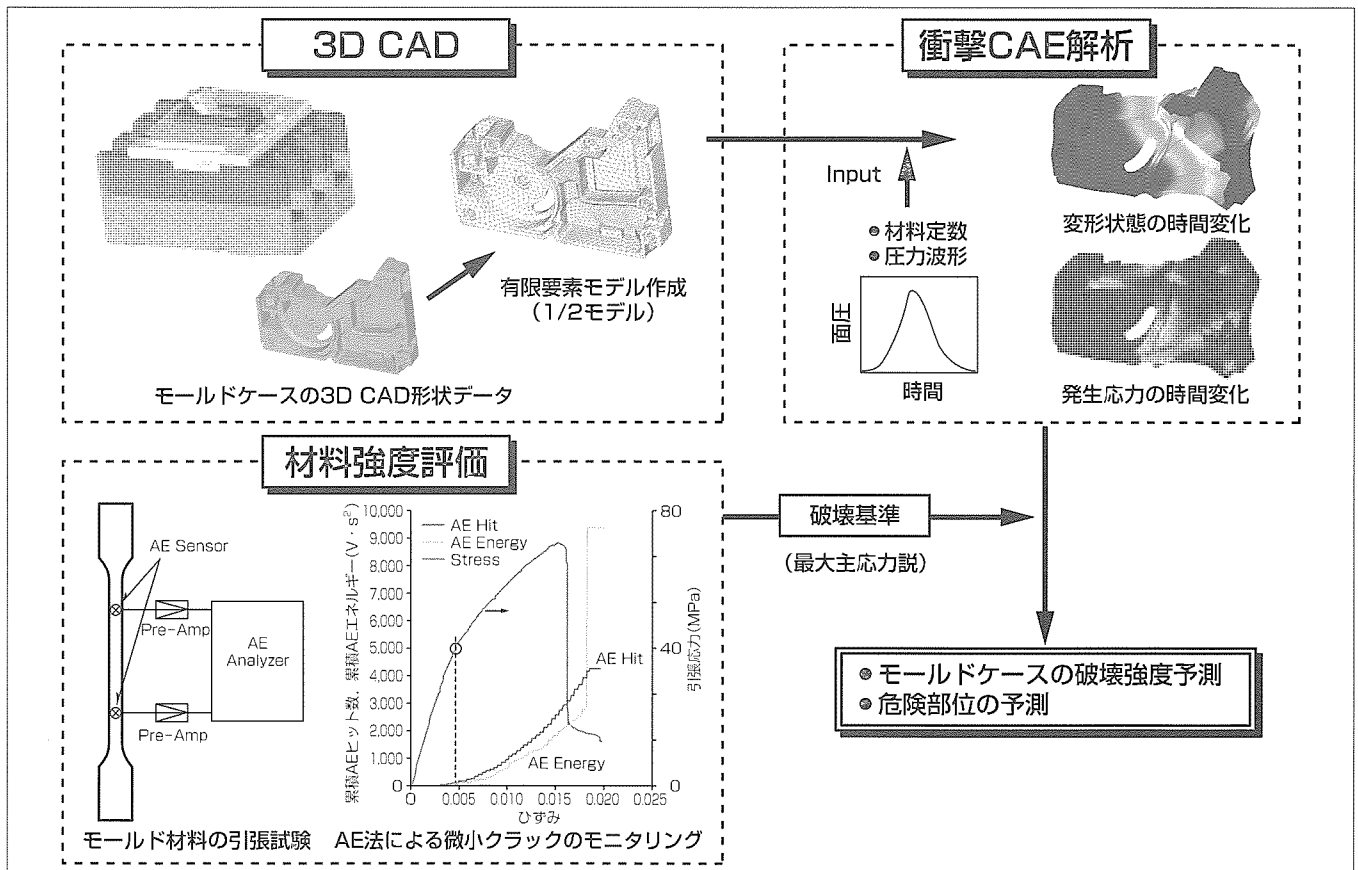 3D CAD
有限要素モデル作成
(1/2モデル)
モールドケースの3D CAD形状データ
衝撃CAE解析
Input
●材料定数
●圧力波形
面圧
時間
変形状態の時間変化
発生応力の時間変化
材料強度評価
AE Sensor
Pre-Amp
AE
Analyzer
Pre-Amp
モールド材料の引張試験
累積AEヒット数、累積AEエネルギー(V・s²)
10,000
9,000
8,000
7,000
6,000
5,000
4,000
3,000
2,000
1,000
0
AE Hit
AE Energy
Stress
AE Hit
AE Energy
80
40
0
引張応力(MPa)
0 0.005 0.010 0.015 0.020 0.025
ひずみ
AE法による微小クラックのモニタリング
破壊基準
(最大主応力説)
●モールドケースの破壊強度予測
●危険部位の予測